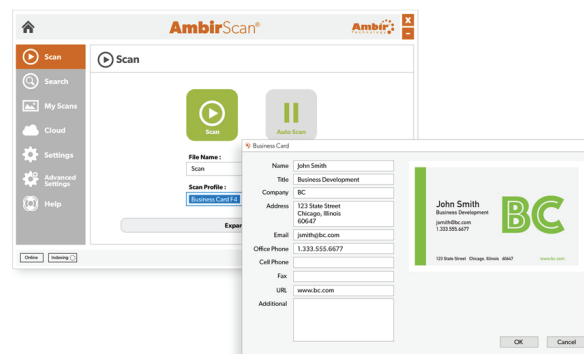 AmbirScan®
Ambir
Technology
X
-
Scan
Search
My Scans
Cloud
Settings
Advanced
Settings
Help
Scan
Scan
Auto Scan
File Name :
Scan
Scan Profile :
Business Card F4
Expan
Online
Indexing
Business Card
Name John Smith
Title Business Development
Company BC
Address 123 State Street
Chicago, Illinois
60647
Email jsmith@bc.com
Office Phone 1.333.555.6677
Cell Phone
Fax
URL www.bc.com
Additional
John Smith
Business Development
jsmith@bc.com
1.333.555.6677
BC
123 State Street Chicago, Illinois 60647 www.bc.com
OK Cancel